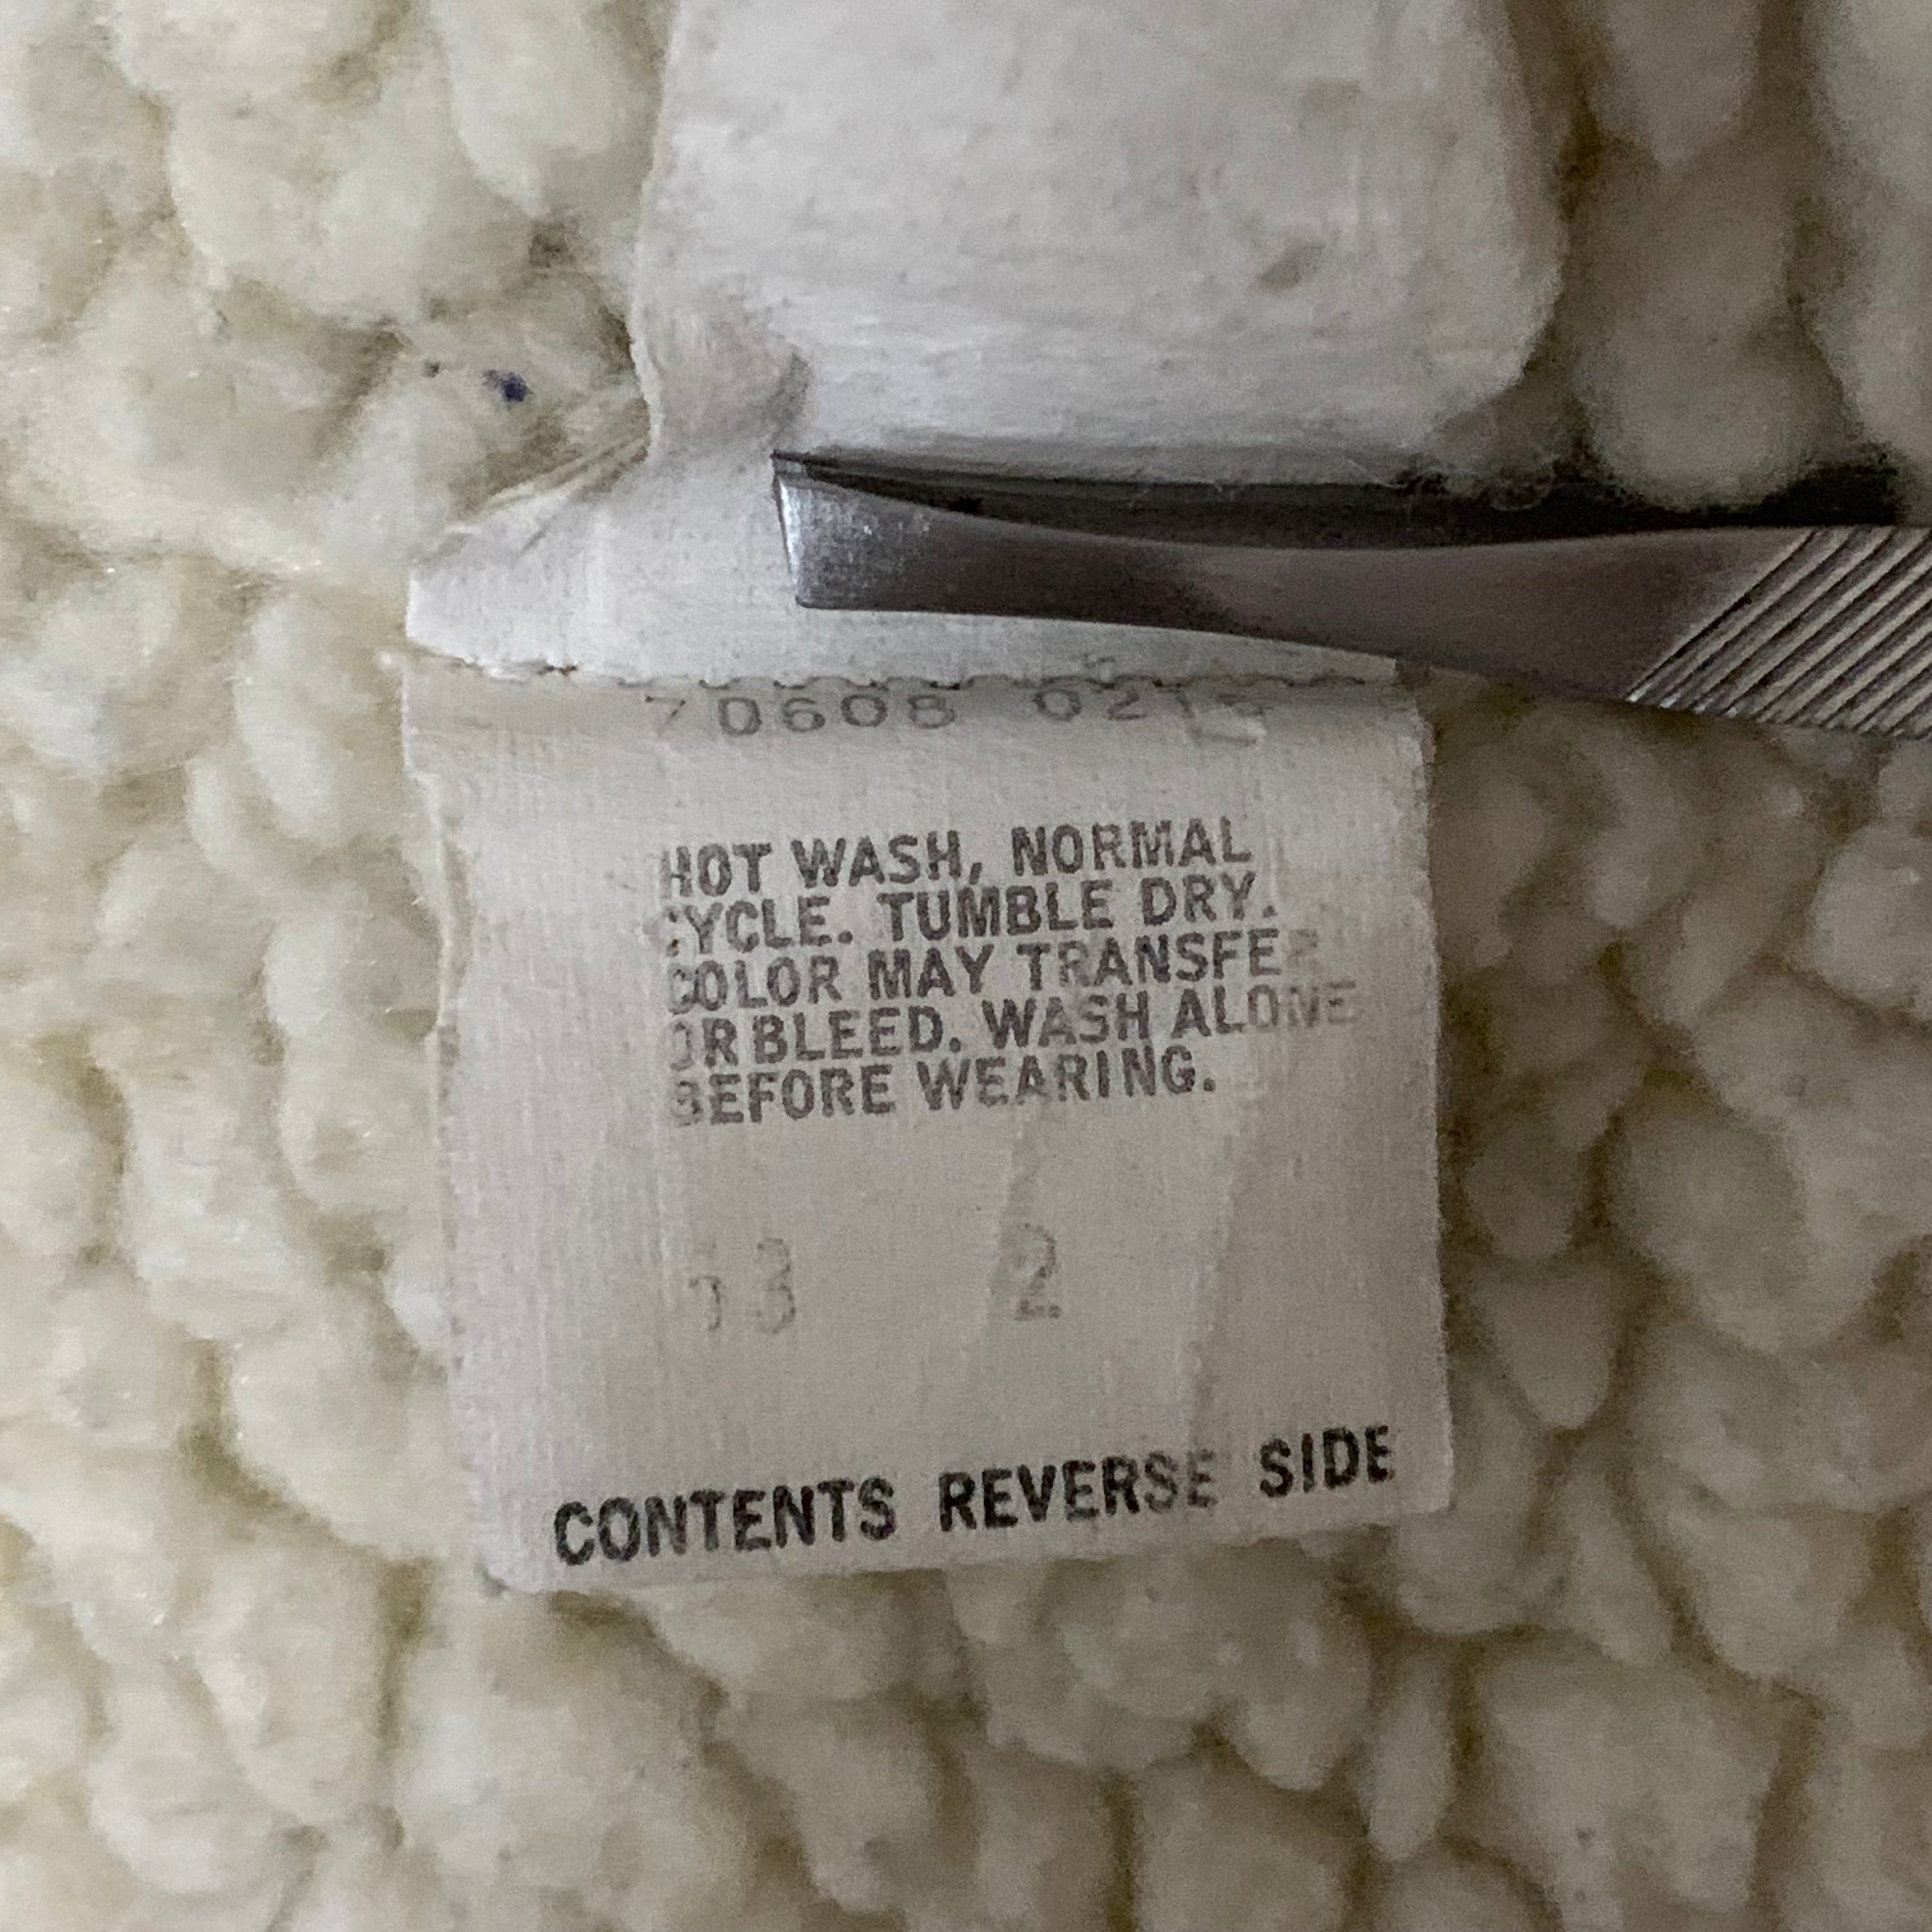 70608 0215
HOT WASH, NORMAL
CYCLE. TUMBLE DRY.
COLOR MAY TRANSFER
OR BLEED. WASH ALONE
BEFORE WEARING.
2
CONTENTS REVERSE SIDE